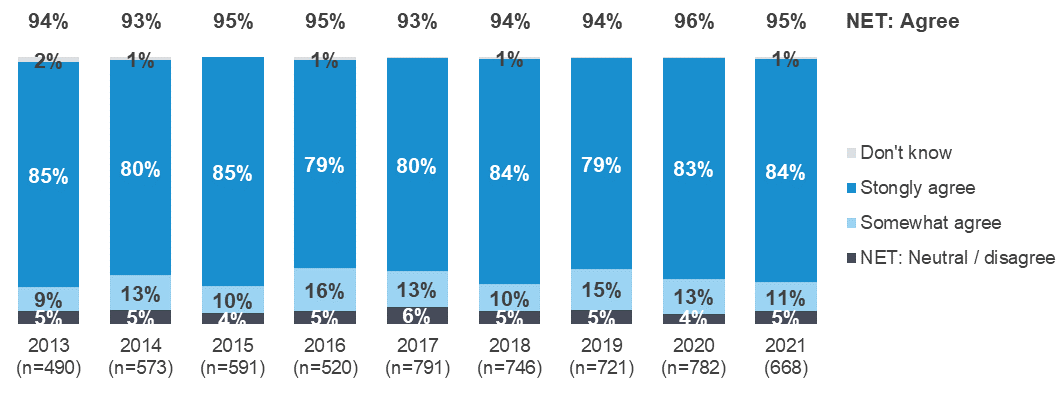 94% 93% 95% 95% 93% 94% 94% 96% 95% NET: Agree
2% 1% 1% 1% 1%
85% 80% 85% 79% 80% 84% 79% 83% 84%
Don't know
Stongly agree
Somewhat agree
NET: Neutral / disagree
9% 13% 10% 16% 13% 10% 15% 13% 11%
5% 5% 4% 5% 6% 5% 5% 4% 5%
2013 2014 2015 2016 2017 2018 2019 2020 2021
(n=490) (n=573) (n=591) (n=520) (n=791) (n=746) (n=721) (n=782) (668)